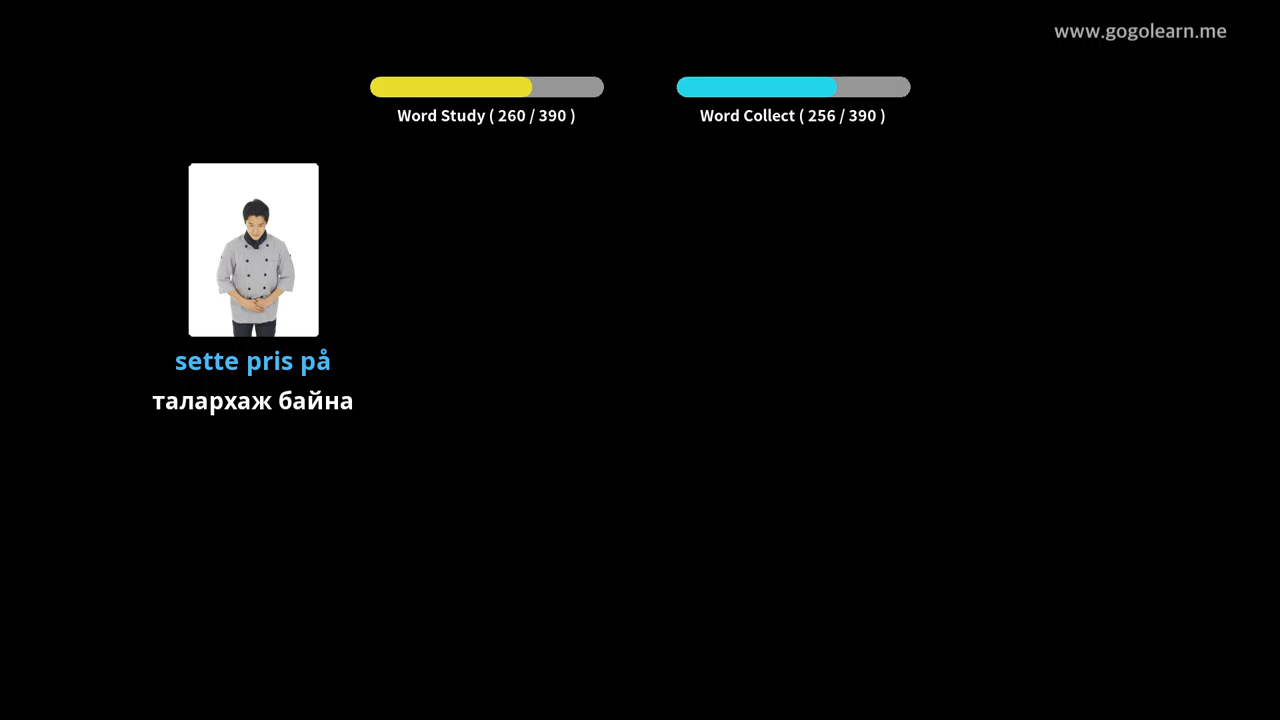 www.gogolearn.me
Word Study ( 260 / 390 )
Word Collect ( 256 / 390 )
sette pris på
талархаж байна